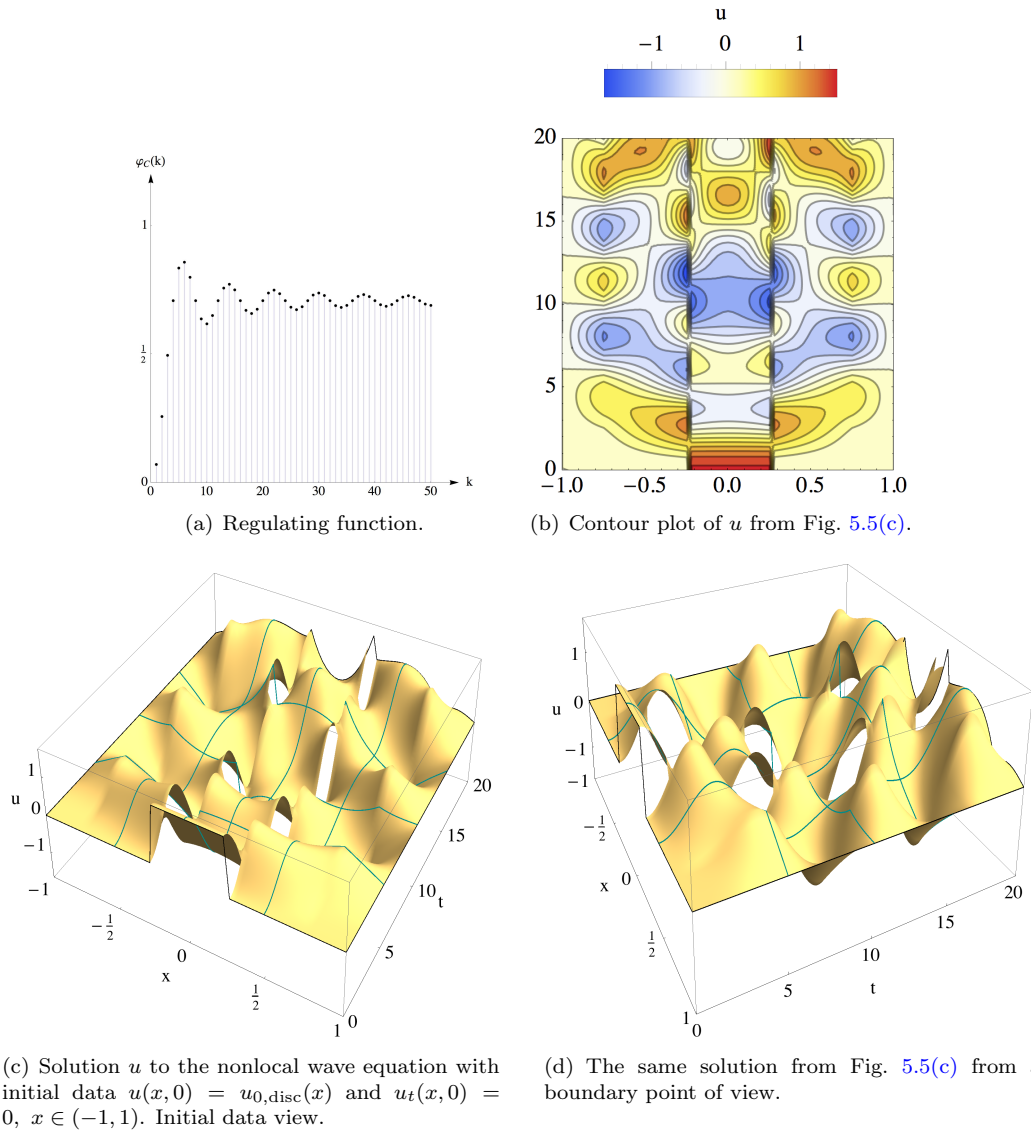 u
−1 0 1
φC(k)
1
1/2
0
0 10 20 30 40 50 k
20
15
10
5
0
−1.0 −0.5 0.0 0.5 1.0
(a) Regulating function.
(b) Contour plot of u from Fig. 5.5(c).
1
u 0
−1
−1
−1/2
0
x
1/2
1
0
5
10
t
15
20
1
u 0
−1
−1
−1/2
x 0
1/2
1
0
5
10
t
15
20
(c) Solution u to the nonlocal wave equation with
initial data u(x, 0) = u0,disc(x) and ut(x, 0) =
0, x ∈ (−1, 1). Initial data view.
(d) The same solution from Fig. 5.5(c) from
boundary point of view.